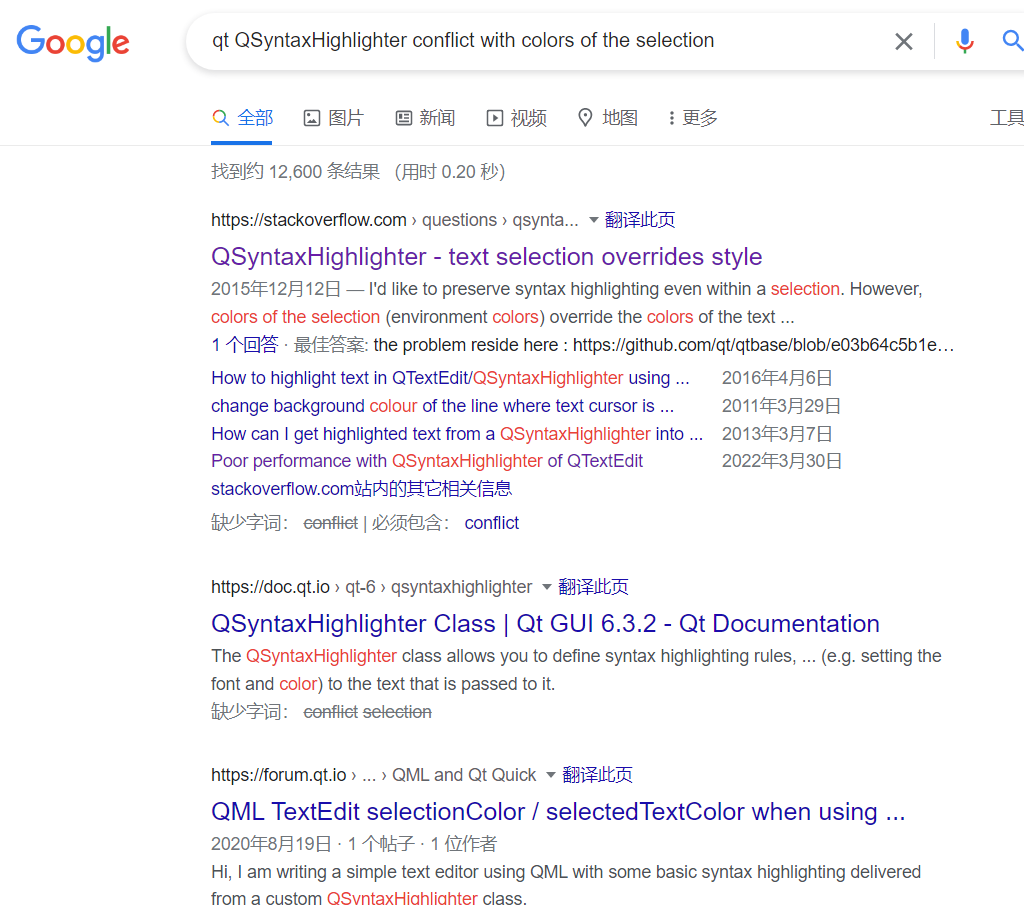 Google
qt QSyntaxHighlighter conflict with colors of the selection
全部 图片 新闻 视频 地图 更多 工具
找到约 12,600 条结果 （用时 0.20 秒）
https://stackoverflow.com › questions › qsynta... 翻译此页
QSyntaxHighlighter - text selection overrides style
2015年12月12日 — I'd like to preserve syntax highlighting even within a selection. However,
colors of the selection (environment colors) override the colors of the text ...
1 个回答 · 最佳答案: the problem reside here : https://github.com/qt/qtbase/blob/e03b64c5b1e…
How to highlight text in QTextEdit/QSyntaxHighlighter using ... 2016年4月6日
change background colour of the line where text cursor is ... 2011年3月29日
How can I get highlighted text from a QSyntaxHighlighter into ... 2013年3月7日
Poor performance with QSyntaxHighlighter of QTextEdit 2022年3月30日
stackoverflow.com站内的其它相关信息
缺少字词： conflict | 必须包含： conflict
https://doc.qt.io › qt-6 › qsyntaxhighlighter 翻译此页
QSyntaxHighlighter Class | Qt GUI 6.3.2 - Qt Documentation
The QSyntaxHighlighter class allows you to define syntax highlighting rules, ... (e.g. setting the
font and color) to the text that is passed to it.
缺少字词： conflict selection
https://forum.qt.io › ... › QML and Qt Quick 翻译此页
QML TextEdit selectionColor / selectedTextColor when using ...
2020年8月19日 · 1 个帖子 · 1 位作者
Hi, I am writing a simple text editor using QML with some basic syntax highlighting delivered
from a custom QSyntaxHighlighter class.